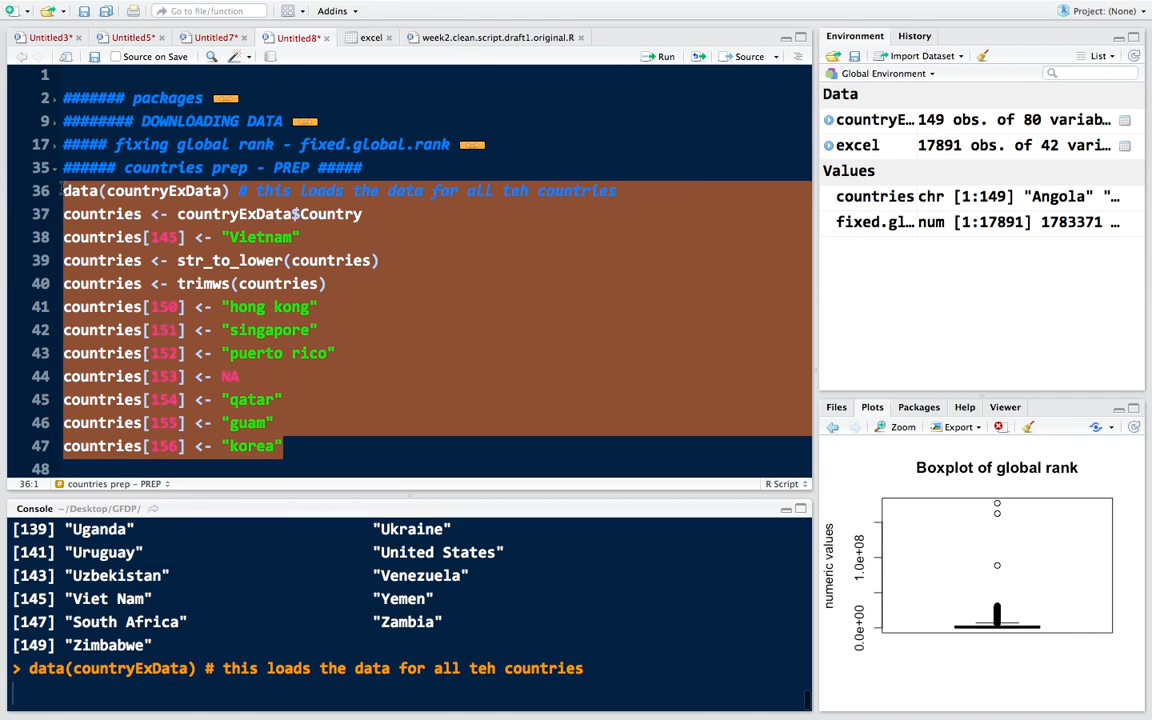 Go to file/function
Addins
Project: (None)
Untitled3*
Untitled5*
Untitled7*
Untitled8*
excel
week2.clean.script.draft1.original.R
Source on Save
Run
Source
1
2 ####### packages
9 ######## DOWNLOADING DATA
17 ##### fixing global rank - fixed.global.rank
35 ###### countries prep - PREP #####
36 data(countryExData) # this loads the data for all teh countries
37 countries <- countryExData$Country
38 countries[145] <- "Vietnam"
39 countries <- str_to_lower(countries)
40 countries <- trimws(countries)
41 countries[150] <- "hong kong"
42 countries[151] <- "singapore"
43 countries[152] <- "puerto rico"
44 countries[153] <- NA
45 countries[154] <- "qatar"
46 countries[155] <- "guam"
47 countries[156] <- "korea"
48
36:1 countries prep - PREP R Script
Console ~/Desktop/GFDP/
[139] "Uganda" "Ukraine"
[141] "Uruguay" "United States"
[143] "Uzbekistan" "Venezuela"
[145] "Viet Nam" "Yemen"
[147] "South Africa" "Zambia"
[149] "Zimbabwe"
> data(countryExData) # this loads the data for all teh countries
Environment History
Import Dataset List
Global Environment
Data
countryE… 149 obs. of 80 variab…
excel 17891 obs. of 42 vari…
Values
countries chr [1:149] "Angola" "…
fixed.gl… num [1:17891] 1783371 …
Files Plots Packages Help Viewer
Zoom Export
Boxplot of global rank
numeric values
1.0e+08
0.0e+00